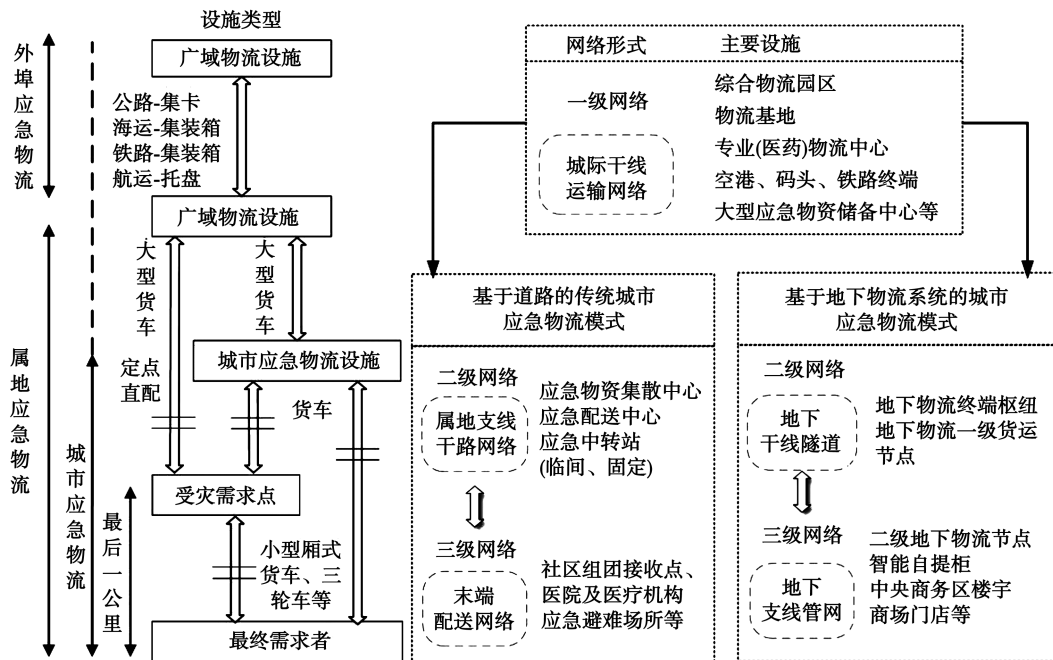 设施类型
外埠应急物流
广域物流设施
公路-集卡
海运-集装箱
铁路-集装箱
航运-托盘
广域物流设施
大型货车
大型货车
属地应急物流
城市应急物流设施
定点
直配
货车
城市应急物流
受灾需求点
最后一公里
小型厢式
货车、三
轮车等
最终需求者
网络形式 主要设施
一级网络
城际干线
运输网络
综合物流园区
物流基地
专业(医药)物流中心
空港、码头、铁路终端
大型应急物资储备中心等
基于道路的传统城市
应急物流模式
二级网络
属地支线
干路网络
应急物资集散中心
应急配送中心
应急中转站
(临间、固定)
三级网络
末端
配送网络
社区组团接收点、
医院及医疗机构
应急避难场所等
基于地下物流系统的城市
应急物流模式
二级网络
地下
干线隧道
地下物流终端枢纽
地下物流一级货运
节点
三级网络
地下
支线管网
二级地下物流节点
智能自提柜
中央商务区楼宇
商场门店等